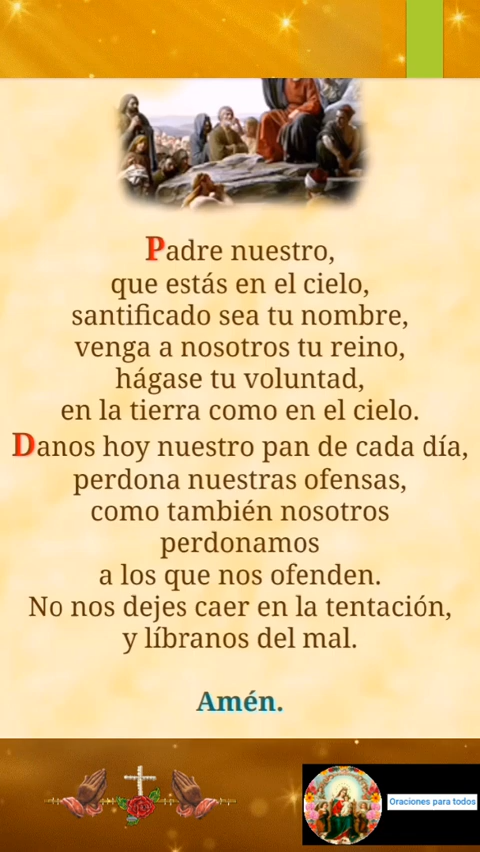 Padre nuestro,
que estás en el cielo,
santificado sea tu nombre,
venga a nosotros tu reino,
hágase tu voluntad,
en la tierra como en el cielo.
Danos hoy nuestro pan de cada día,
perdona nuestras ofensas,
como también nosotros
perdonamos
a los que nos ofenden.
No nos dejes caer en la tentación,
y líbranos del mal.
Amén.
Oraciones para todos